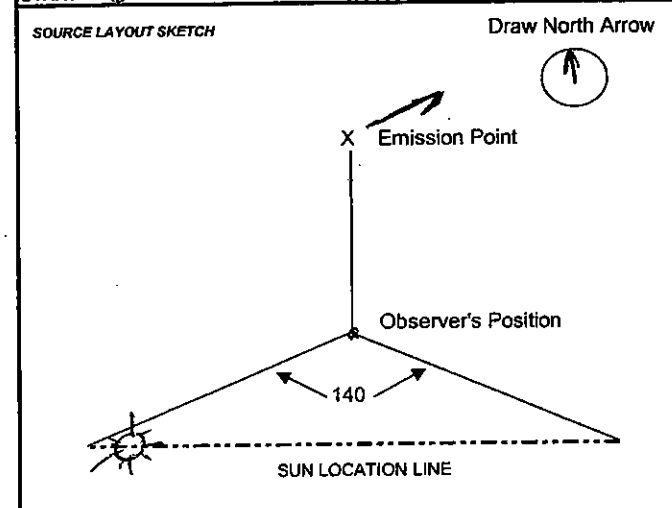 SOURCE LAYOUT SKETCH
Draw North Arrow
X Emission Point
Observer's Position
140
SUN LOCATION LINE